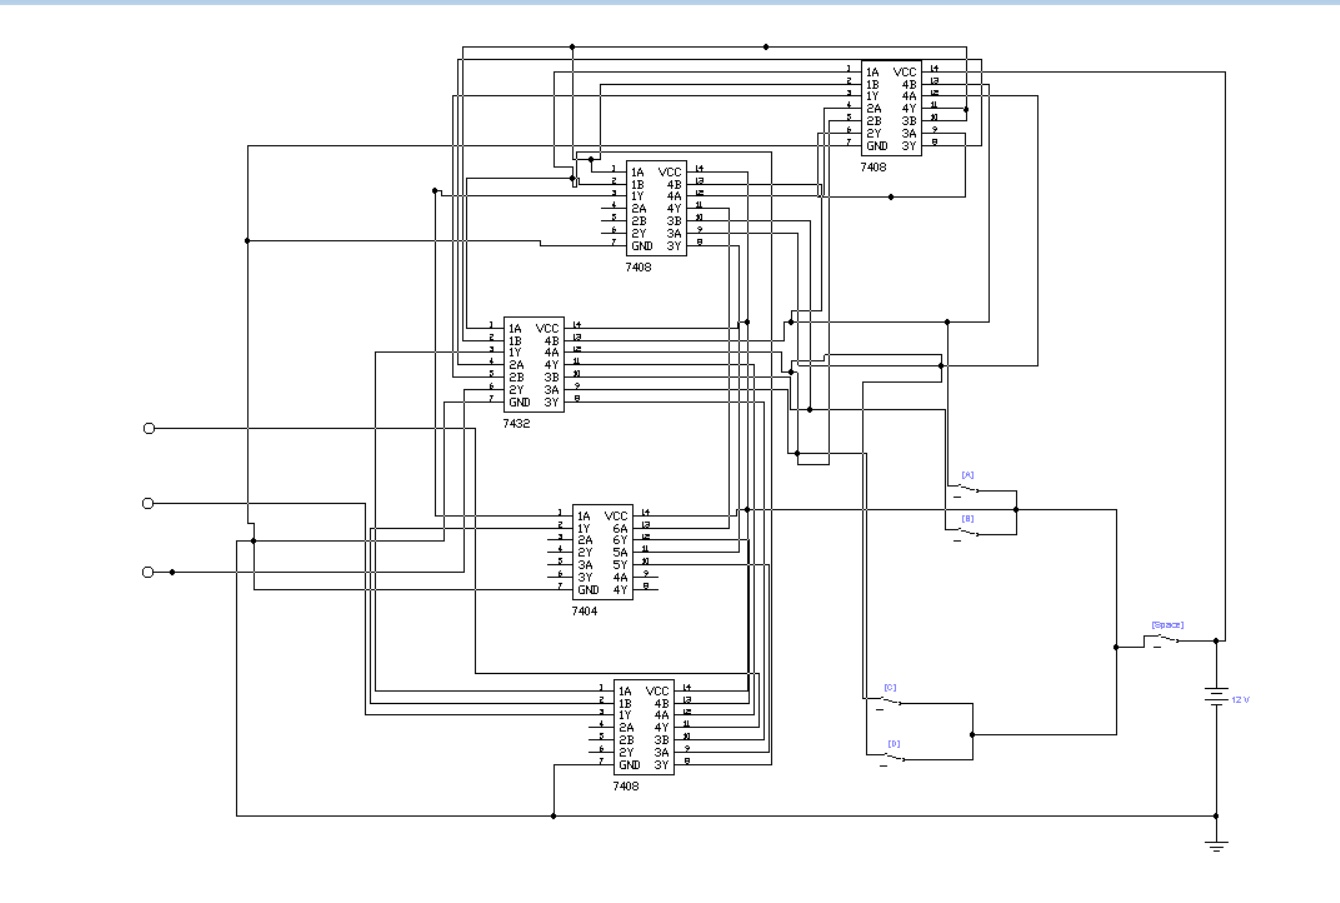 1 1A VCC 14
2 1B 4B 13
3 1Y 4A 12
4 2A 4Y 11
5 2B 3B 10
6 2Y 3A 9
7 GND 3Y 8
7408
1 1A VCC 14
2 1B 4B 13
3 1Y 4A 12
4 2A 4Y 11
5 2B 3B 10
6 2Y 3A 9
7 GND 3Y 8
7408
1 1A VCC 14
2 1B 4B 13
3 1Y 4A 12
4 2A 4Y 11
5 2B 3B 10
6 2Y 3A 9
7 GND 3Y 8
7432
[A]
[B]
1 1A VCC 14
2 1Y 6A 13
3 2A 6Y 12
4 2Y 5A 11
5 3A 5Y 10
6 3Y 4A 9
7 GND 4Y 8
7404
[Space]
1 1A VCC 14
2 1B 4B 13
3 1Y 4A 12
4 2A 4Y 11
5 2B 3B 10
6 2Y 3A 9
7 GND 3Y 8
7408
[C]
[D]
12 V